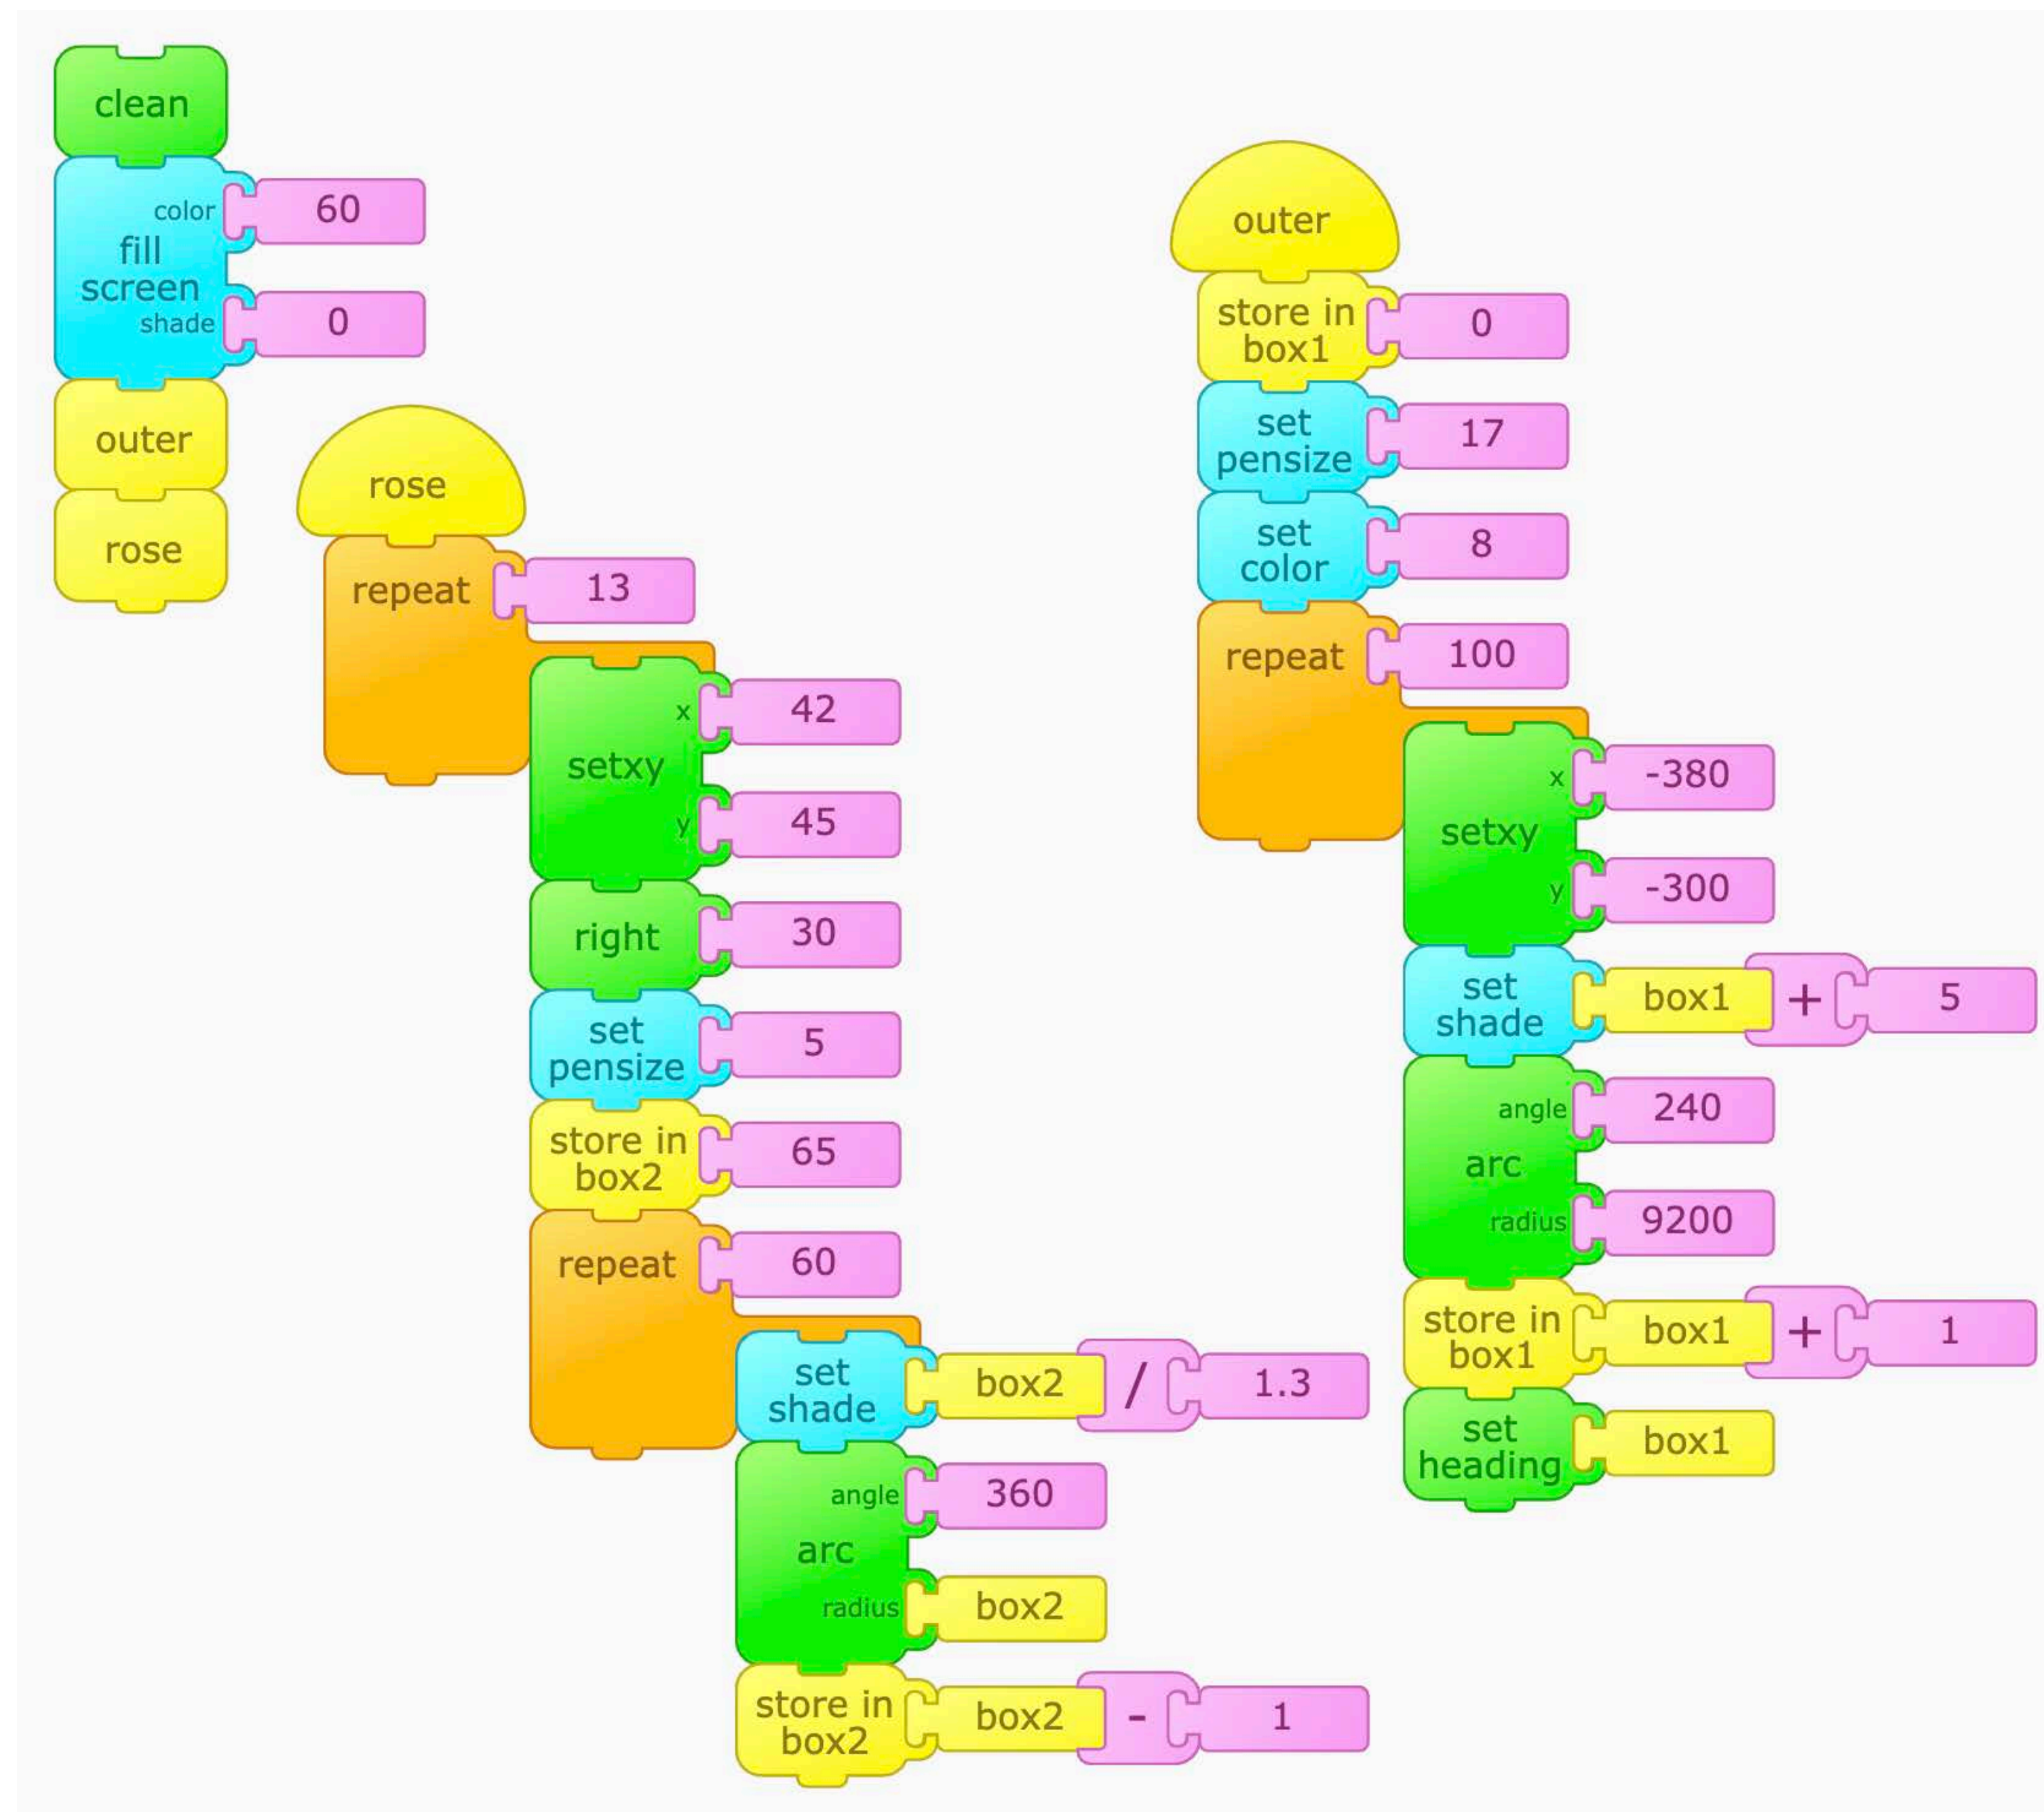 clean
color 60
fill
screen
shade 0
outer
rose
rose
repeat 13
x 42
setxy
y 45
right 30
set
pensize 5
store in
box2 65
repeat 60
set
shade box2 / 1.3
angle 360
arc
radius box2
store in
box2 box2 - 1
outer
store in
box1 0
set
pensize 17
set
color 8
repeat 100
x -380
setxy
y -300
set
shade box1 + 5
angle 240
arc
radius 9200
store in
box1 box1 + 1
set
heading box1